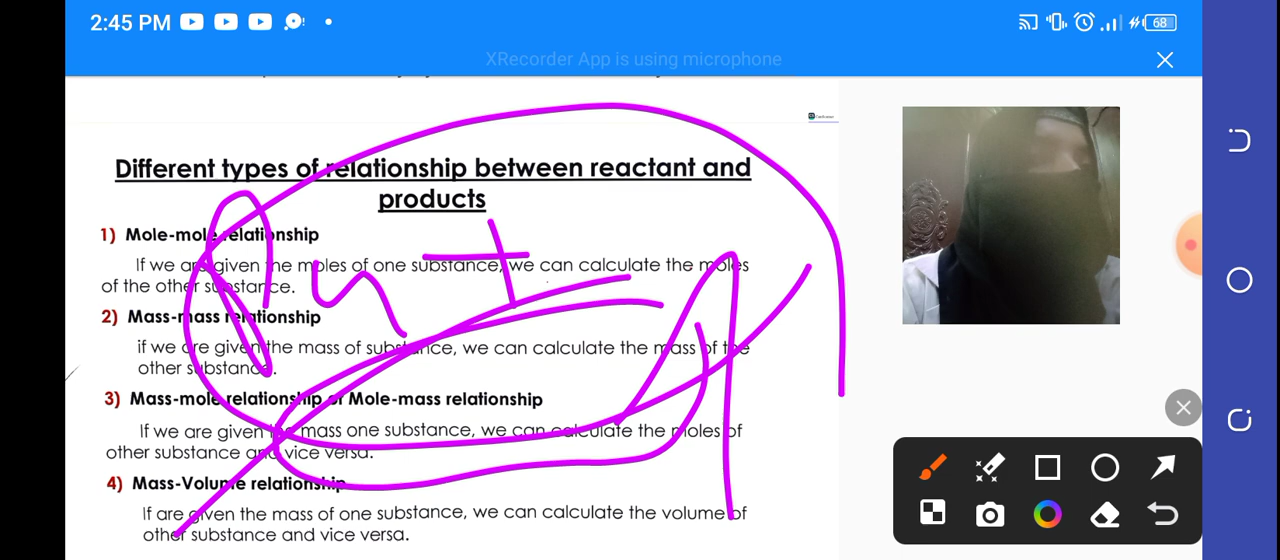 2:45 PM
68
XRecorder App is using microphone
Different types of relationship between reactant and
products
1) Mole-mole relationship
If we are given the moles of one substance, we can calculate the moles
of the other substance.
2) Mass-mass relationship
if we are given the mass of substance, we can calculate the mass of the
other substance.
3) Mass-mole relationship or Mole-mass relationship
If we are given the mass one substance, we can calculate the moles of
other substance and vice versa.
4) Mass-Volume relationship
If are given the mass of one substance, we can calculate the volume of
other substance and vice versa.